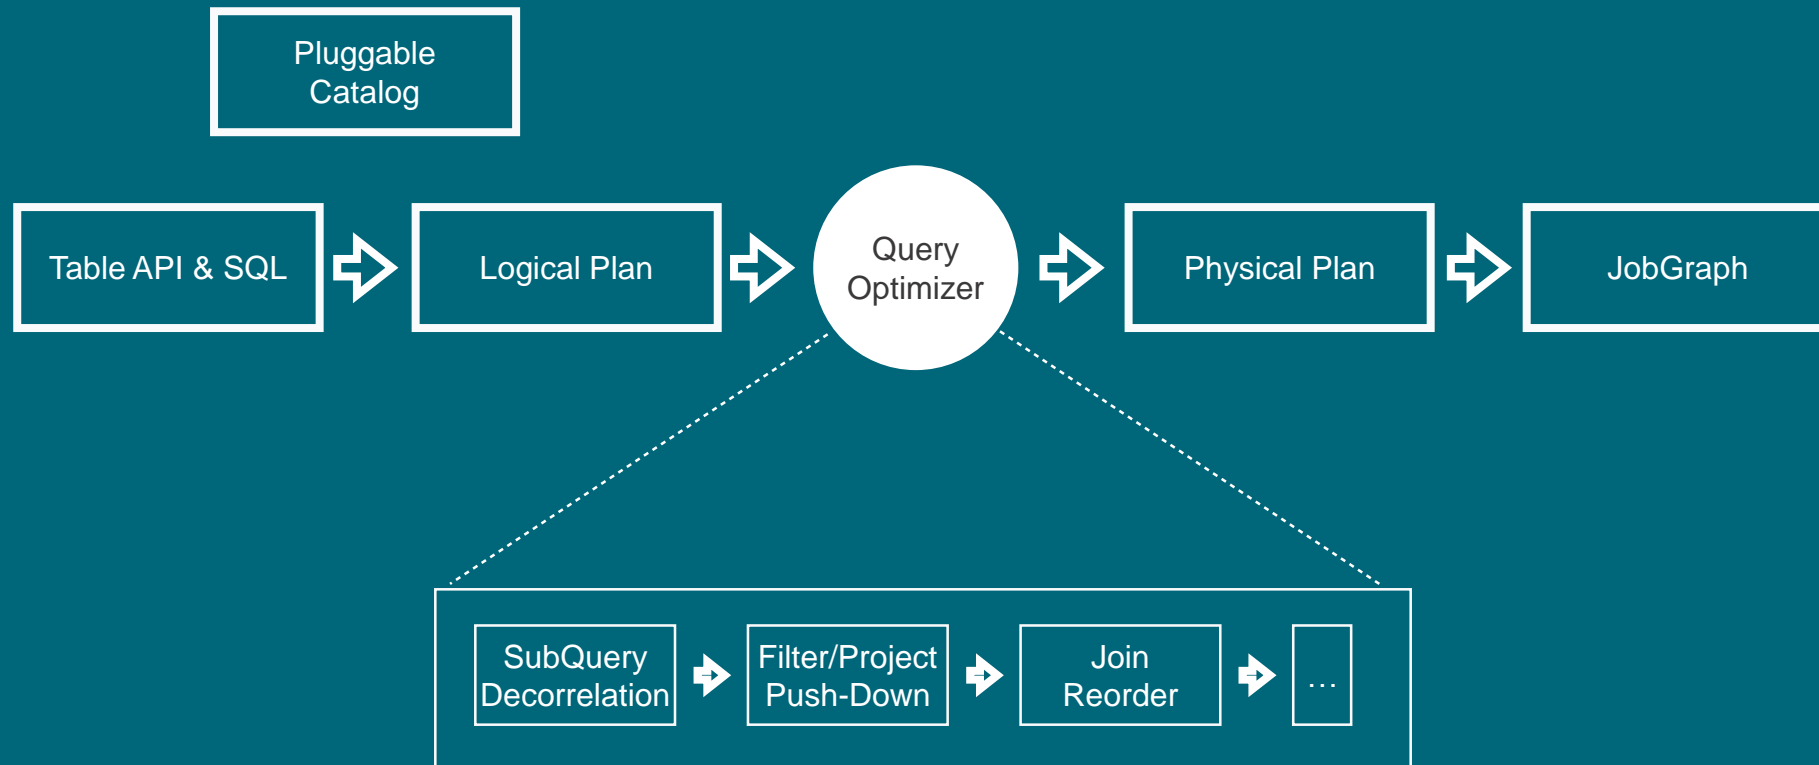 Pluggable
Catalog
Table API & SQL
Logical Plan
Query
Optimizer
Physical Plan
JobGraph
SubQuery
Decorrelation
Filter/Project
Push-Down
Join
Reorder
...